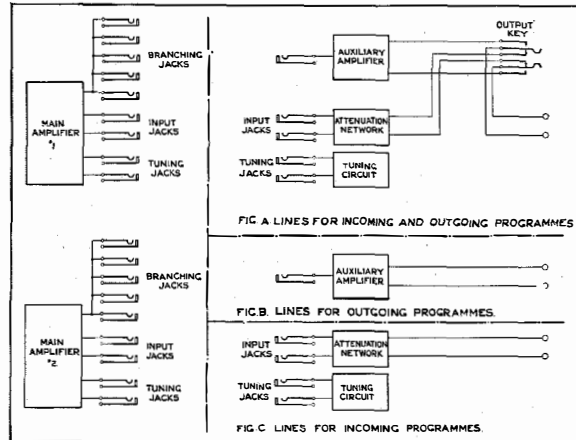 BRANCHING
JACKS
MAIN
AMPLIFIER
#1
INPUT
JACKS
TUNING
JACKS
BRANCHING
JACKS
MAIN
AMPLIFIER
#2
INPUT
JACKS
TUNING
JACKS
OUTPUT
KEY
AUXILIARY
AMPLIFIER
INPUT
JACKS
ATTENUATION
NETWORK
TUNING
JACKS
TUNING
CIRCUIT
FIG. A LINES FOR INCOMING AND OUTGOING PROGRAMMES
AUXILIARY
AMPLIFIER
FIG. B. LINES FOR OUTGOING PROGRAMMES.
INPUT
JACKS
ATTENUATION
NETWORK
TUNING
JACKS
TUNING
CIRCUIT
FIG. C LINES FOR INCOMING PROGRAMMES.